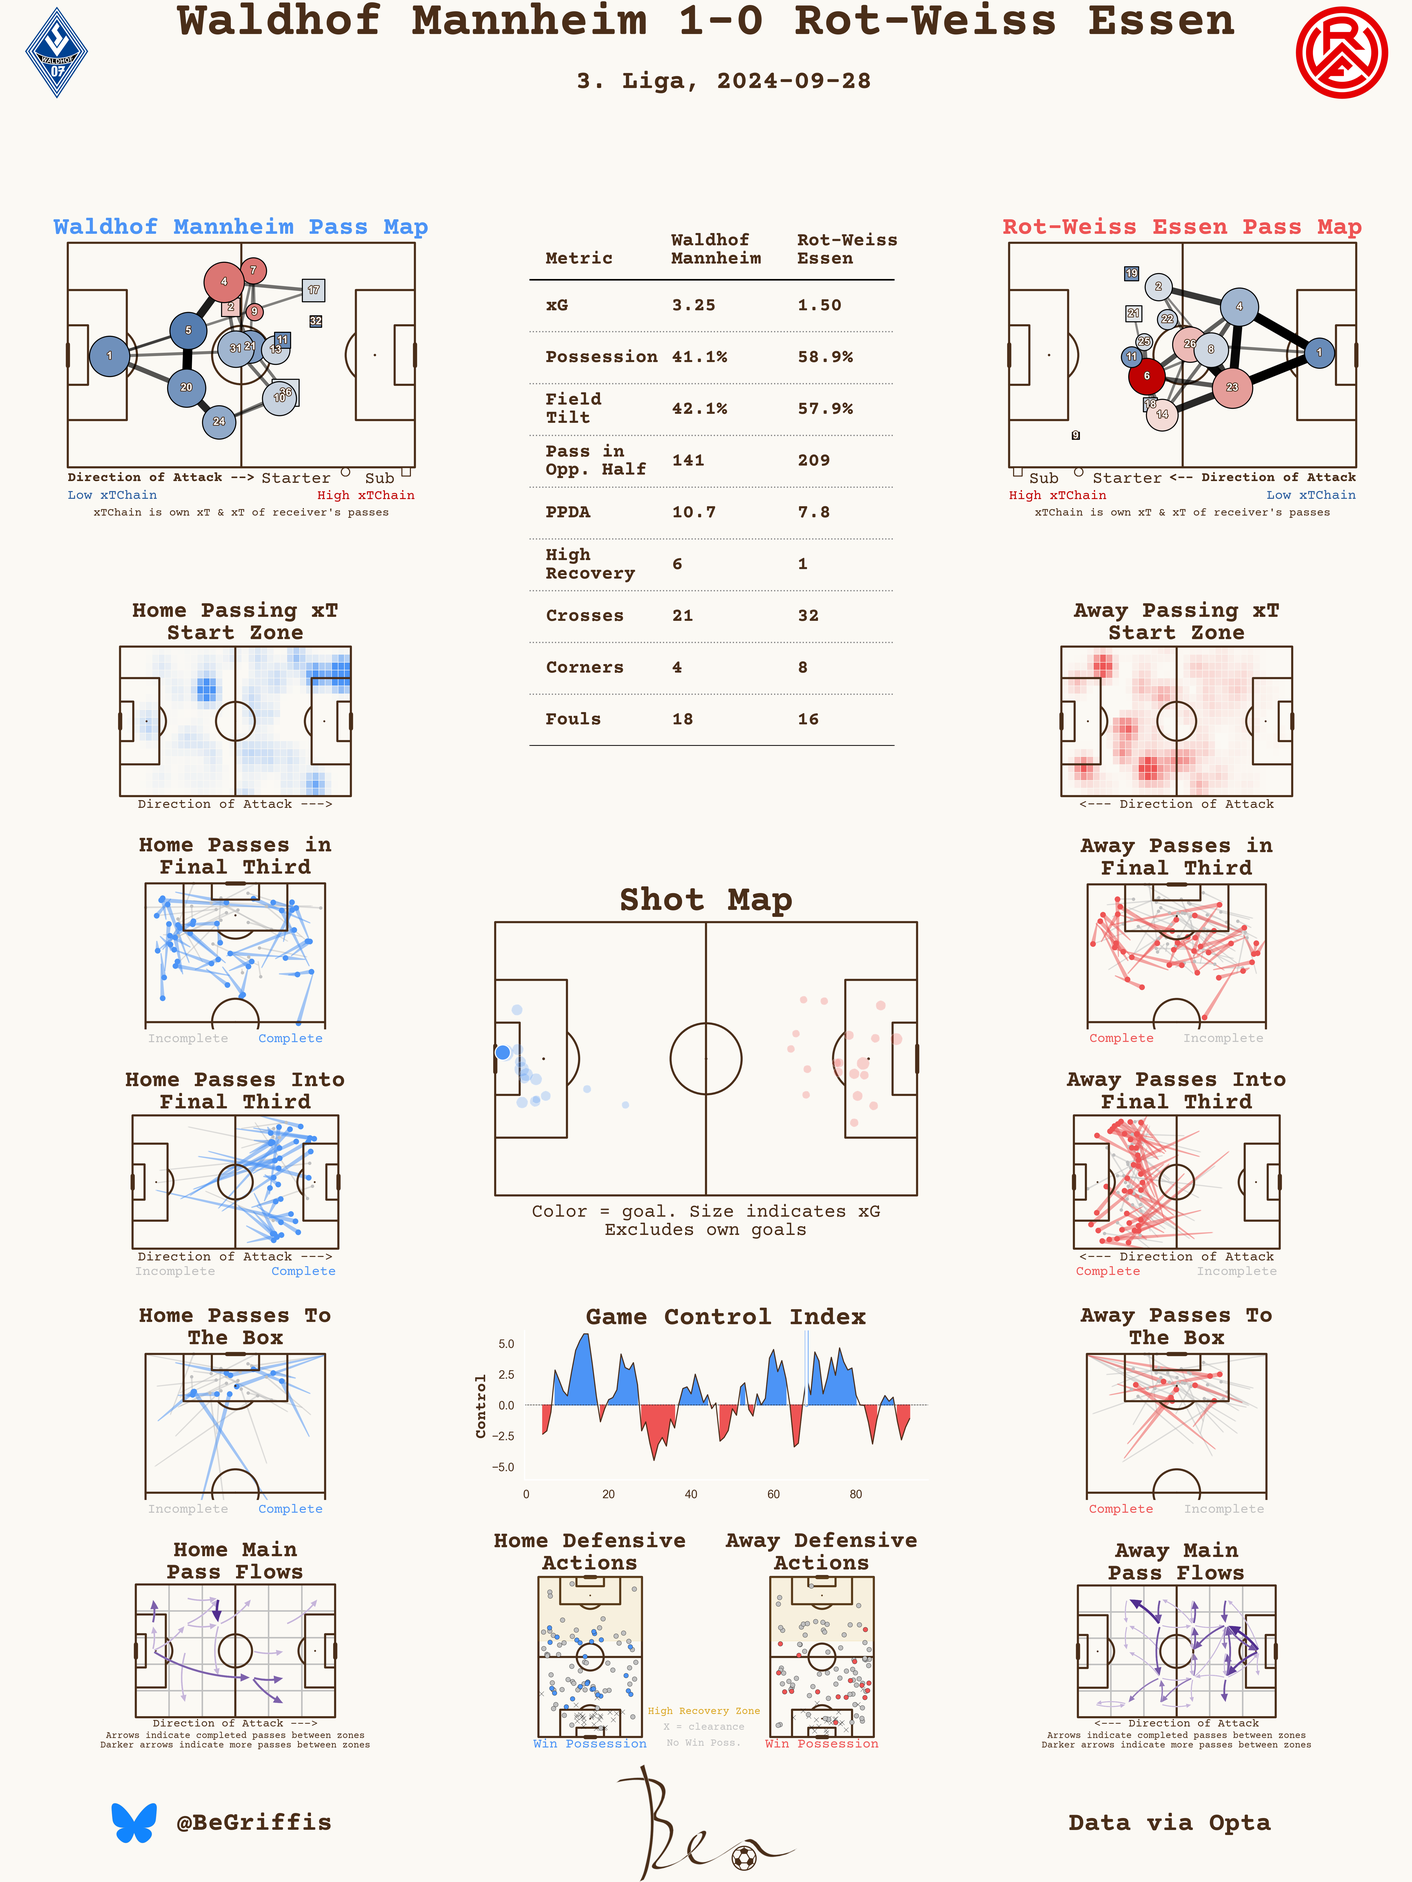 Waldhof Mannheim 1-0 Rot-Weiss Essen
3. Liga, 2024-09-28
WALDHOF
07
Waldhof Mannheim Pass Map
1
5
20
24
4
7
2
9
17
32
31
21
11
13
36
10
Direction of Attack --> Starter Sub
Low xTChain High xTChain
xTChain is own xT & xT of receiver's passes
Metric Waldhof Mannheim Rot-Weiss Essen
xG 3.25 1.50
Possession 41.1% 58.9%
Field Tilt 42.1% 57.9%
Pass in Opp. Half 141 209
PPDA 10.7 7.8
High Recovery 6 1
Crosses 21 32
Corners 4 8
Fouls 18 16
Rot-Weiss Essen Pass Map
19
2
21
22
4
25
11
26
8
1
6
23
18
14
9
Sub Starter <-- Direction of Attack
High xTChain Low xTChain
xTChain is own xT & xT of receiver's passes
Home Passing xT
Start Zone
Direction of Attack --->
Away Passing xT
Start Zone
<--- Direction of Attack
Home Passes in
Final Third
Incomplete Complete
Away Passes in
Final Third
Complete Incomplete
Shot Map
Color = goal. Size indicates xG
Excludes own goals
Home Passes Into
Final Third
Direction of Attack --->
Incomplete Complete
Away Passes Into
Final Third
<--- Direction of Attack
Complete Incomplete
Home Passes To
The Box
Incomplete Complete
Game Control Index
Control
5.0
2.5
0.0
−2.5
−5.0
0 20 40 60 80
Away Passes To
The Box
Complete Incomplete
Home Main
Pass Flows
Direction of Attack --->
Arrows indicate completed passes between zones
Darker arrows indicate more passes between zones
Home Defensive
Actions
Win Possession
Away Defensive
Actions
Win Possession
High Recovery Zone
X = clearance
No Win Poss.
Away Main
Pass Flows
<--- Direction of Attack
Arrows indicate completed passes between zones
Darker arrows indicate more passes between zones
@BeGriffis
Ben
Data via Opta